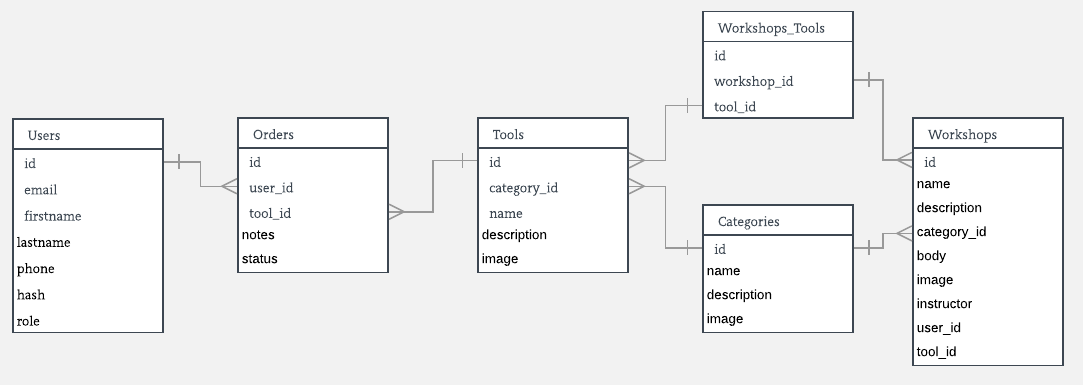 Users
id
email
firstname
lastname
phone
hash
role
Orders
id
user_id
tool_id
notes
status
Tools
id
category_id
name
description
image
Workshops_Tools
id
workshop_id
tool_id
Categories
id
name
description
image
Workshops
id
name
description
category_id
body
image
instructor
user_id
tool_id